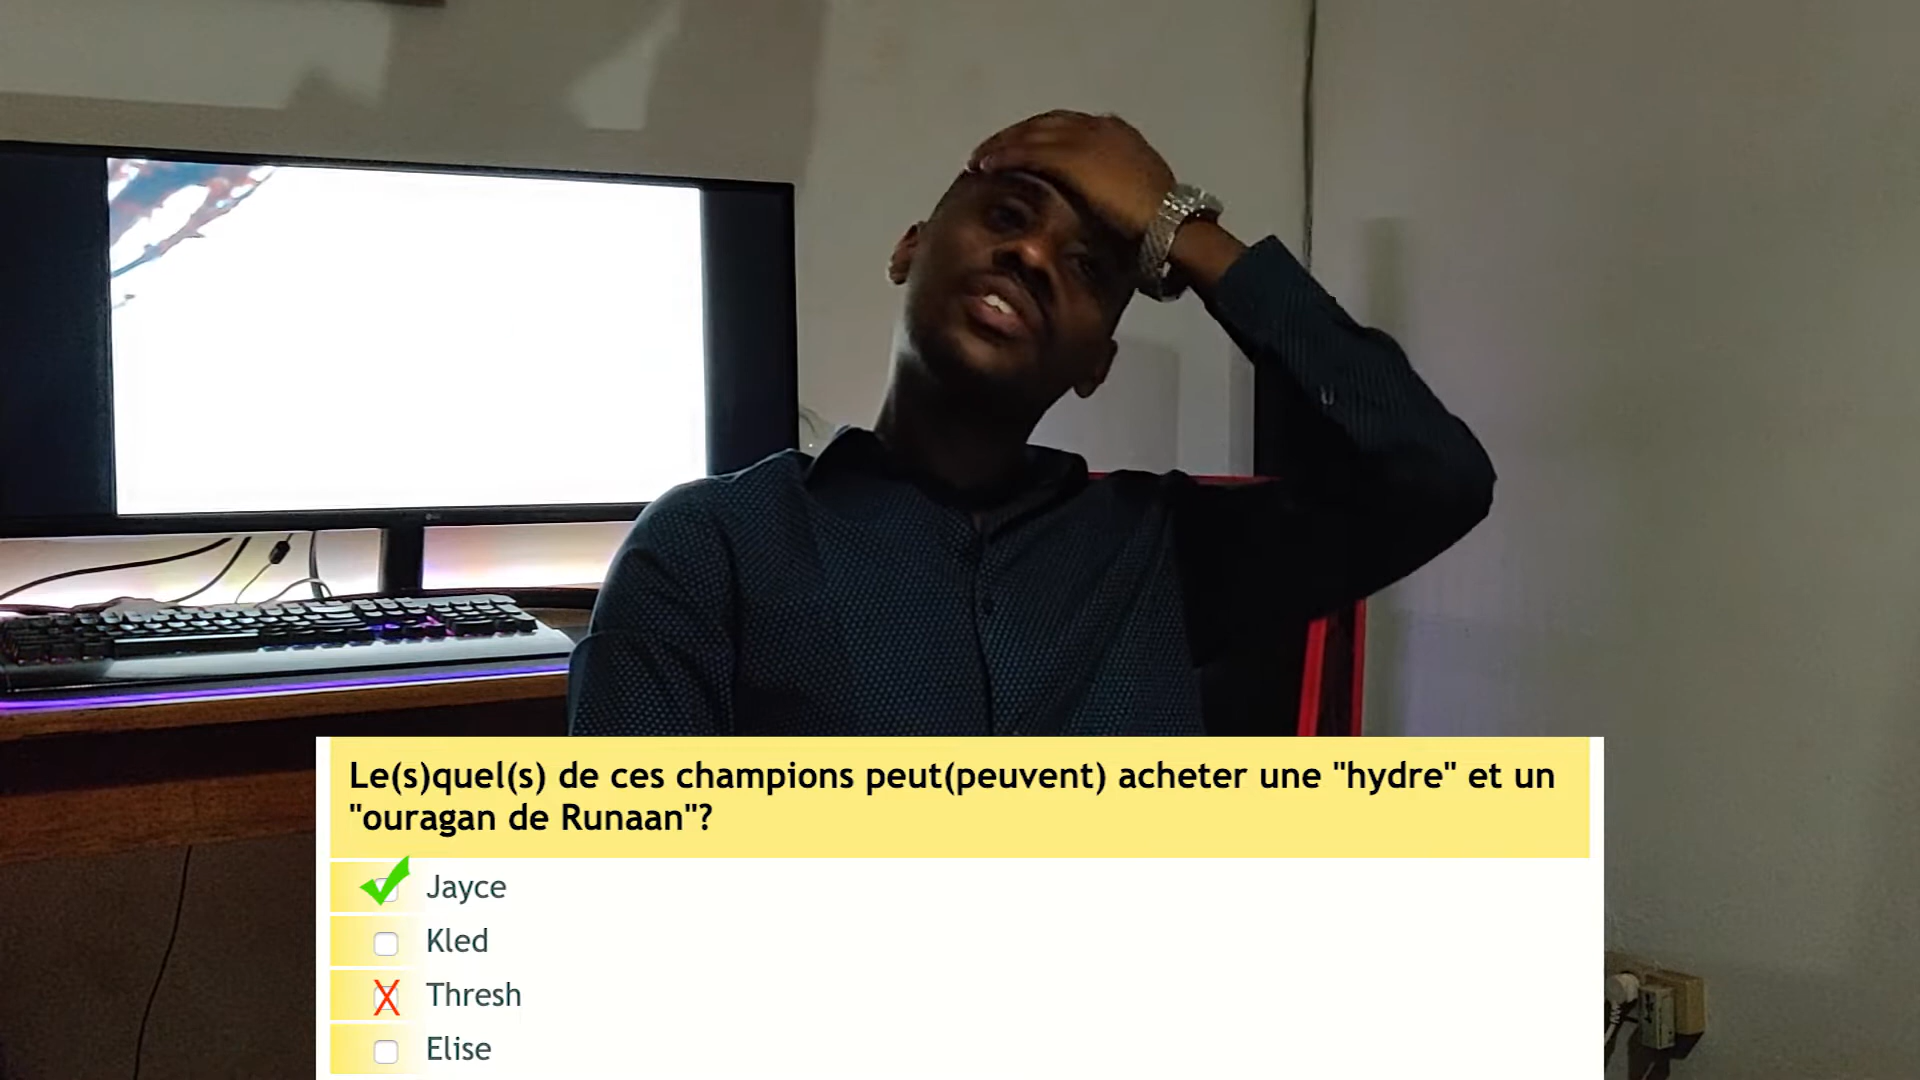 Le(s)quel(s) de ces champions peut(peuvent) acheter une "hydre" et un
"ouragan de Runaan"?
Jayce
Kled
Thresh
Elise